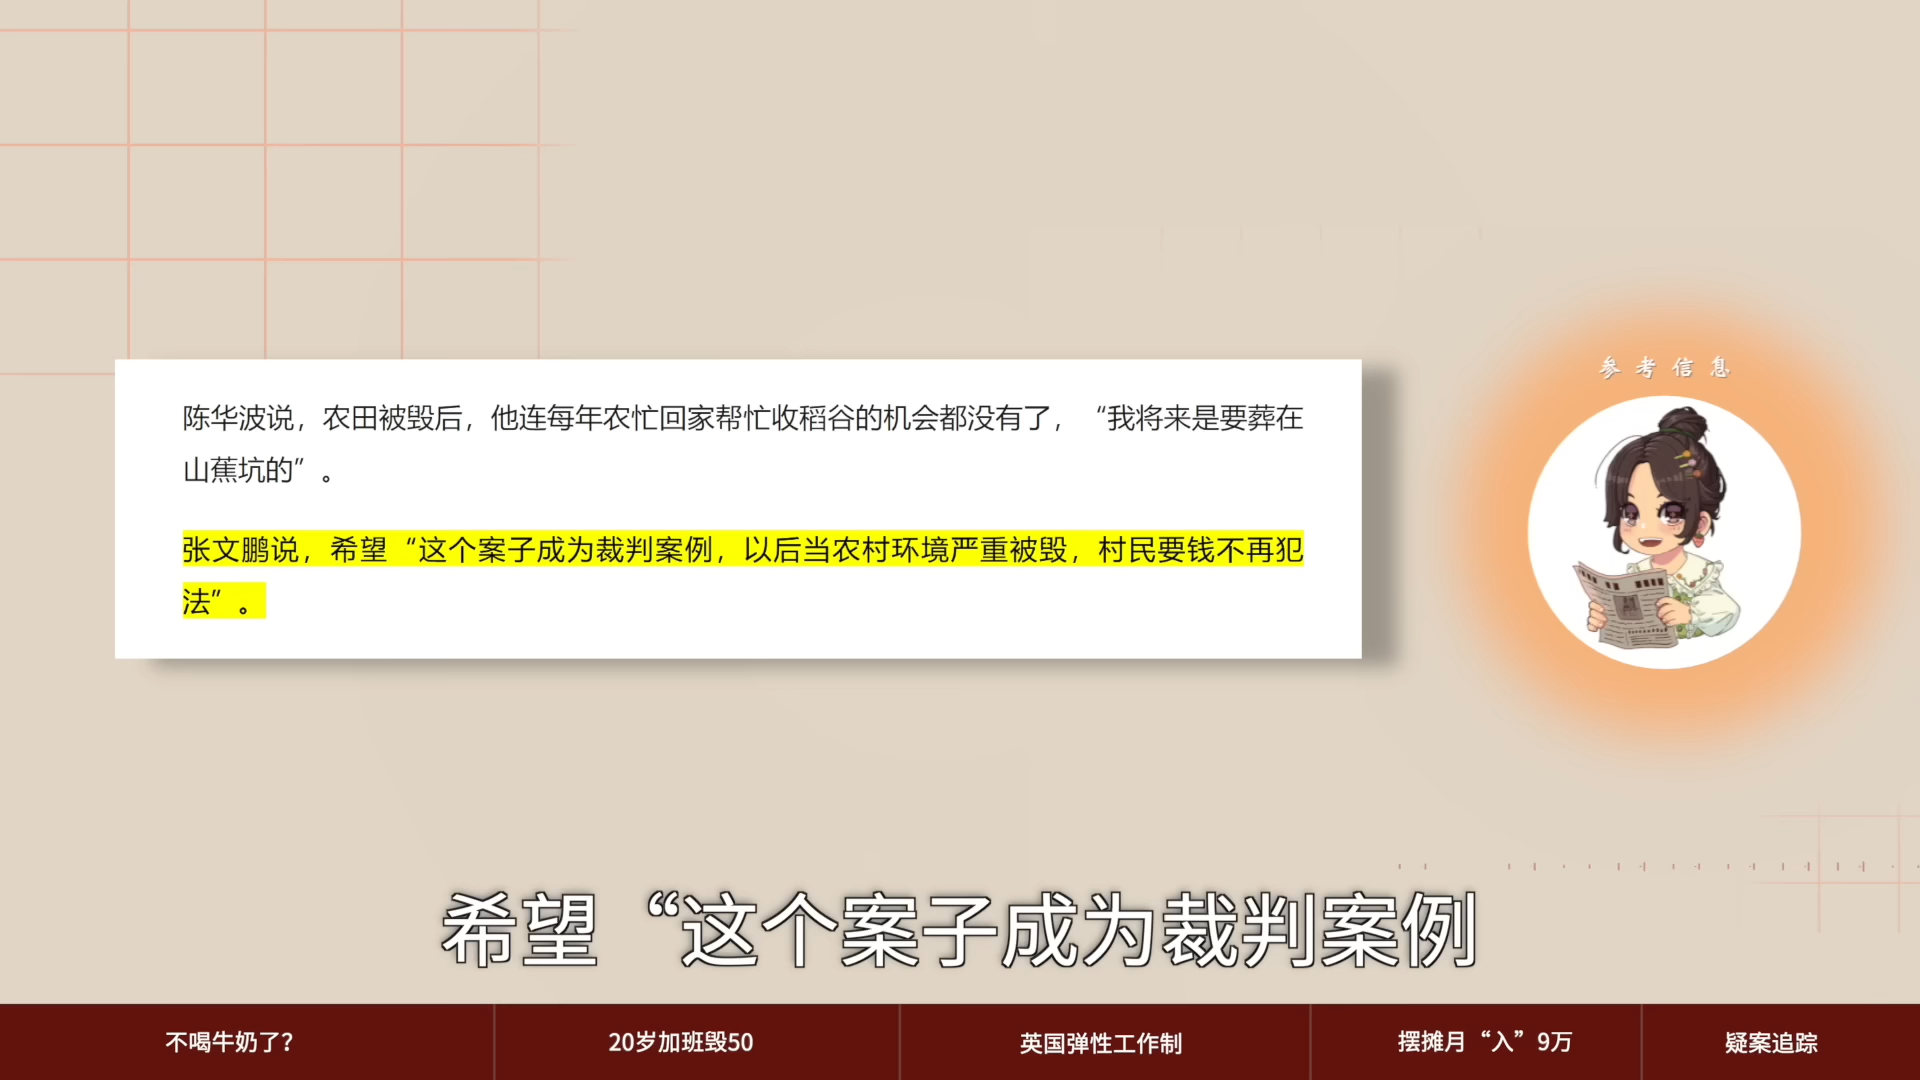 参考信息
陈华波说，农田被毁后，他连每年农忙回家帮忙收稻谷的机会都没有了，“我将来是要葬在
山蕉坑的”。
张文鹏说，希望“这个案子成为裁判案例，以后当农村环境严重被毁，村民要钱不再犯
法”。
希望“这个案子成为裁判案例
不喝牛奶了？
20岁加班毁50
英国弹性工作制
摆摊月“入”9万
疑案追踪